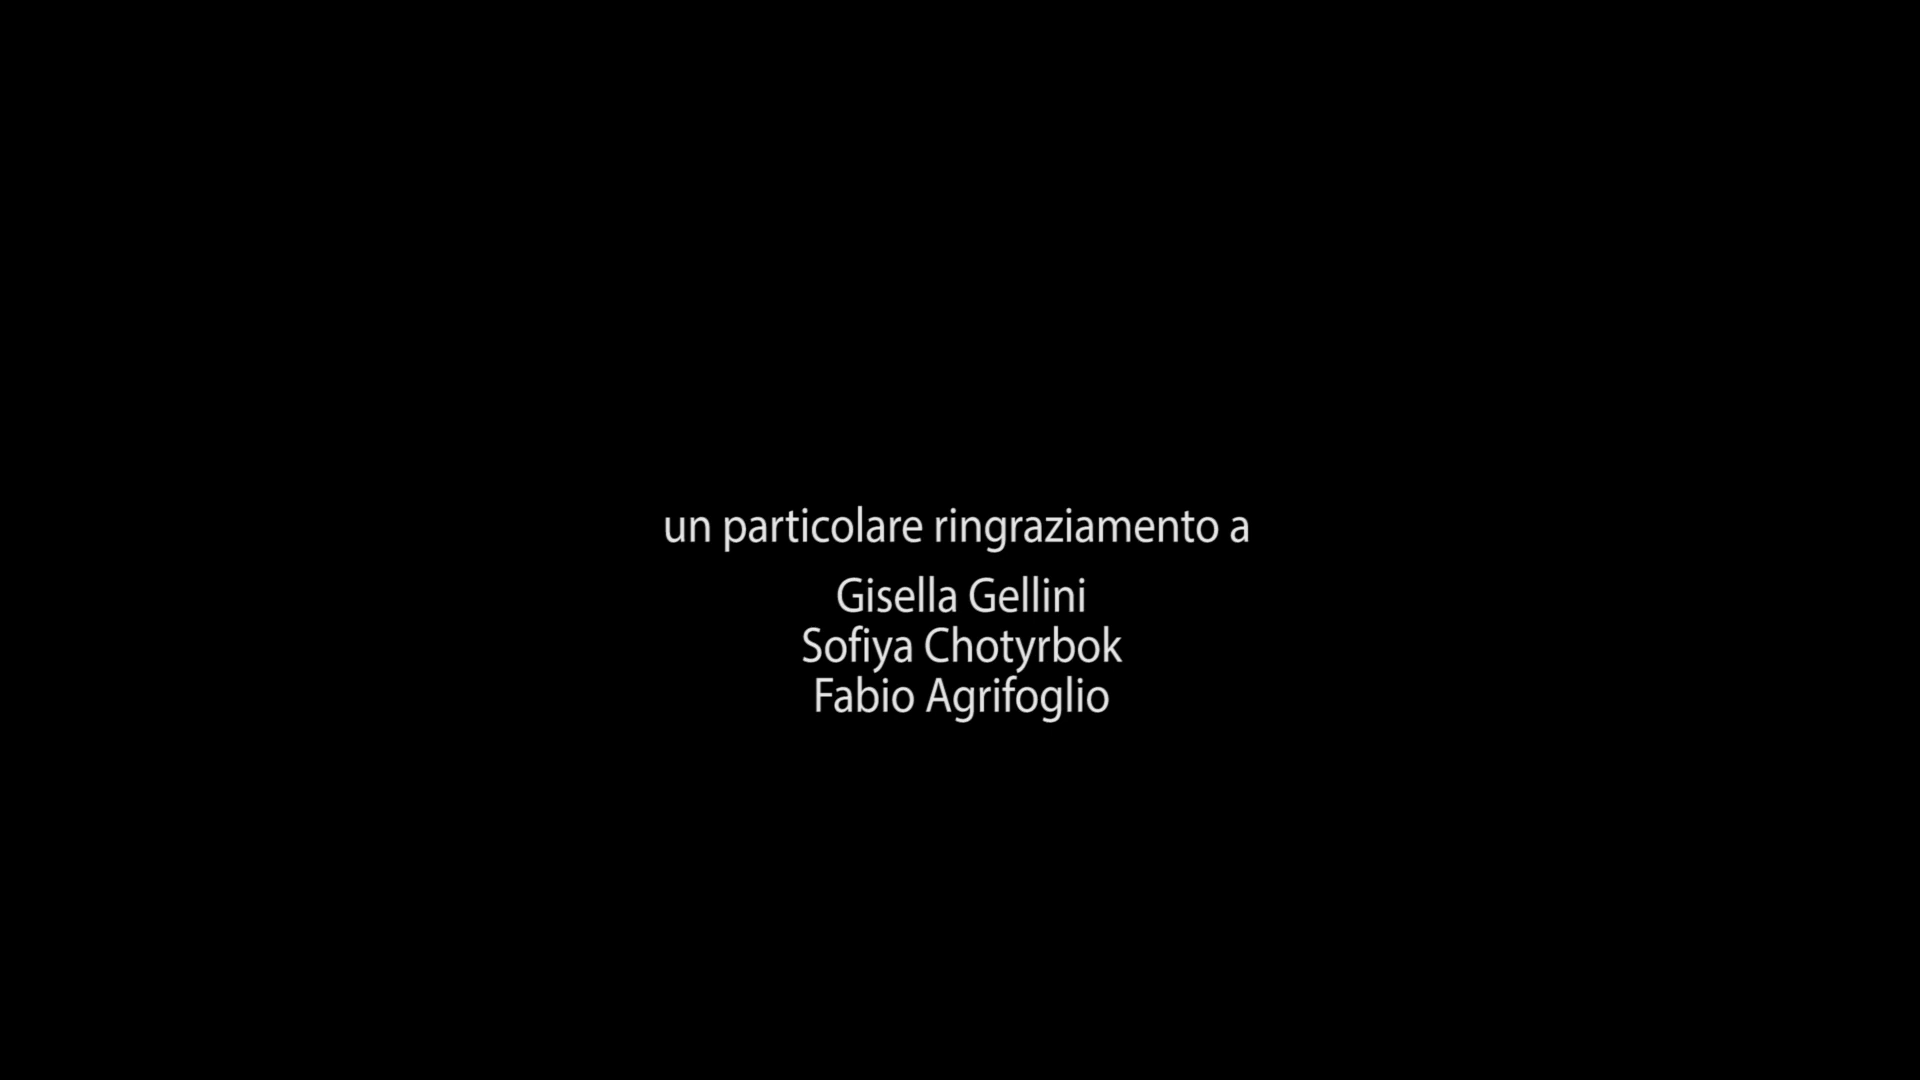 un particolare ringraziamento a
Gisella Gellini
Sofiya Chotyrbok
Fabio Agrifoglio